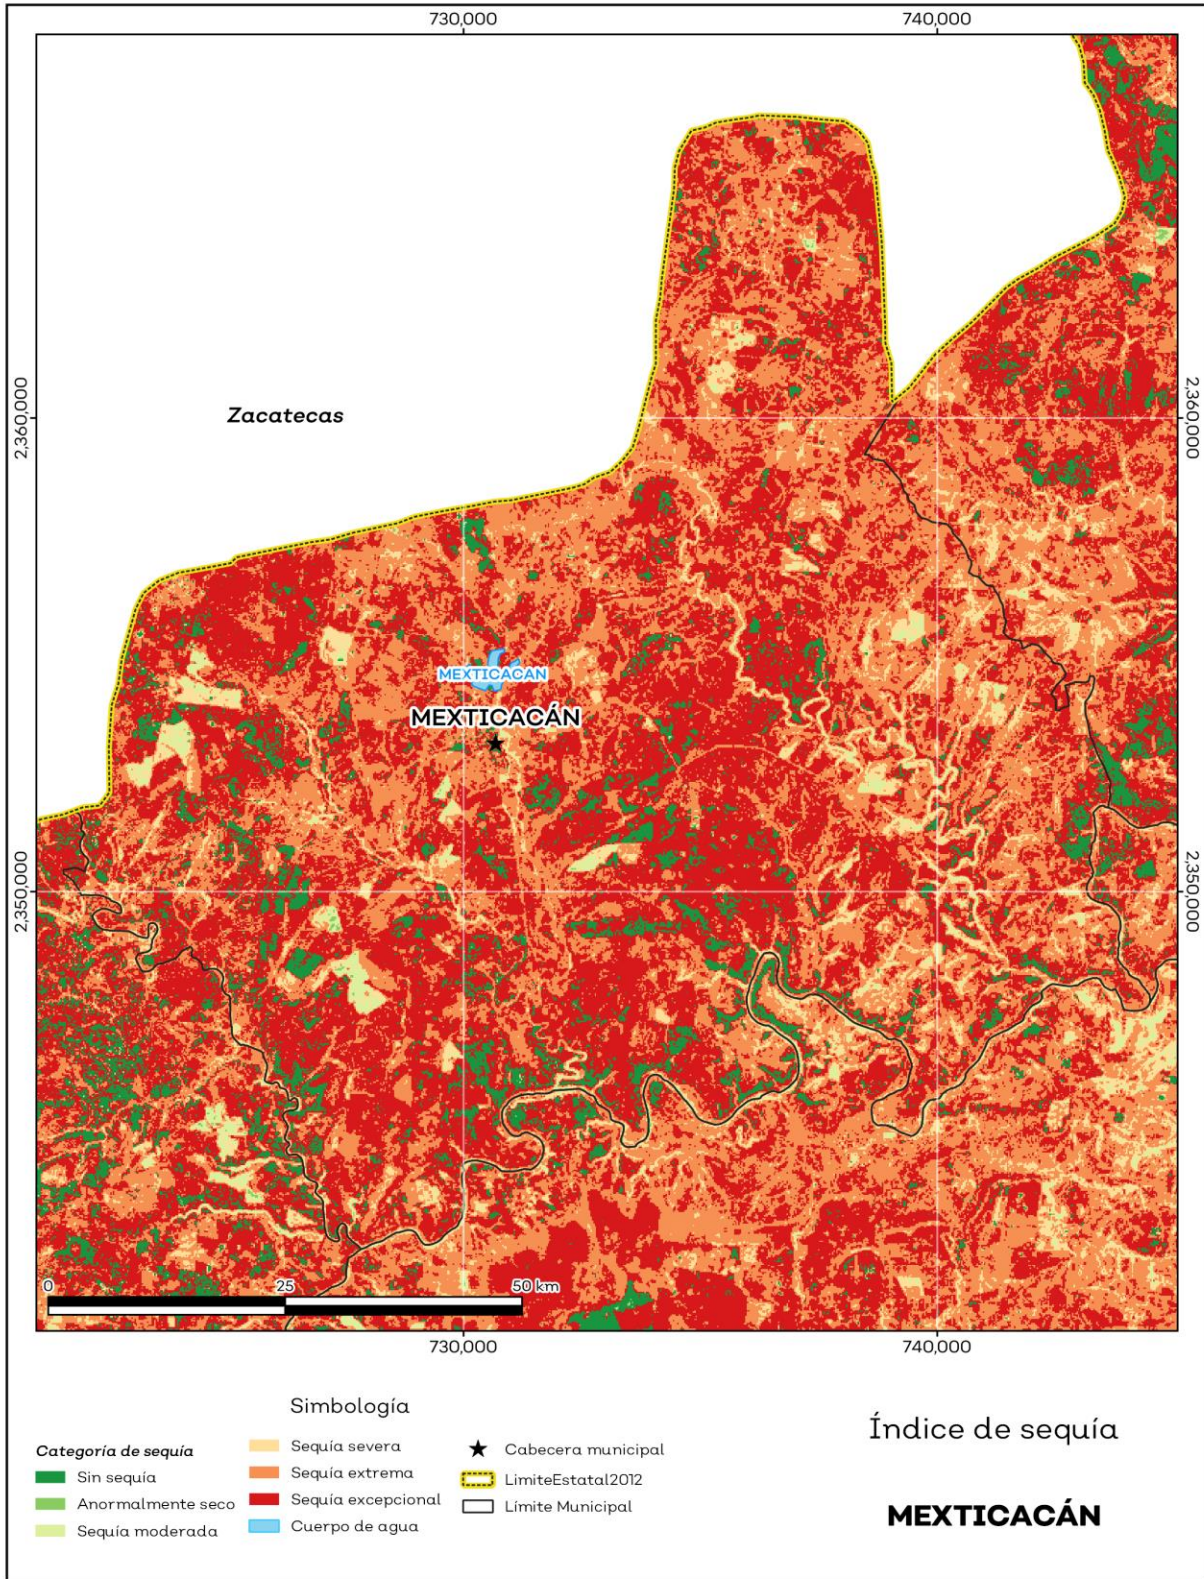 730,000
740,000
2,360,000
Zacatecas
2,360,000
MEXTICACAN
MEXTICACÁN
2,350,000
2,350,000
0
25
50 km
730,000
740,000
Simbología
Categoría de sequía
Sin sequía
Anormalmente seco
Sequía moderada
Sequía severa
Sequía extrema
Sequía excepcional
Cuerpo de agua
Cabecera municipal
LimiteEstatal2012
Límite Municipal
Índice de sequía
MEXTICACÁN